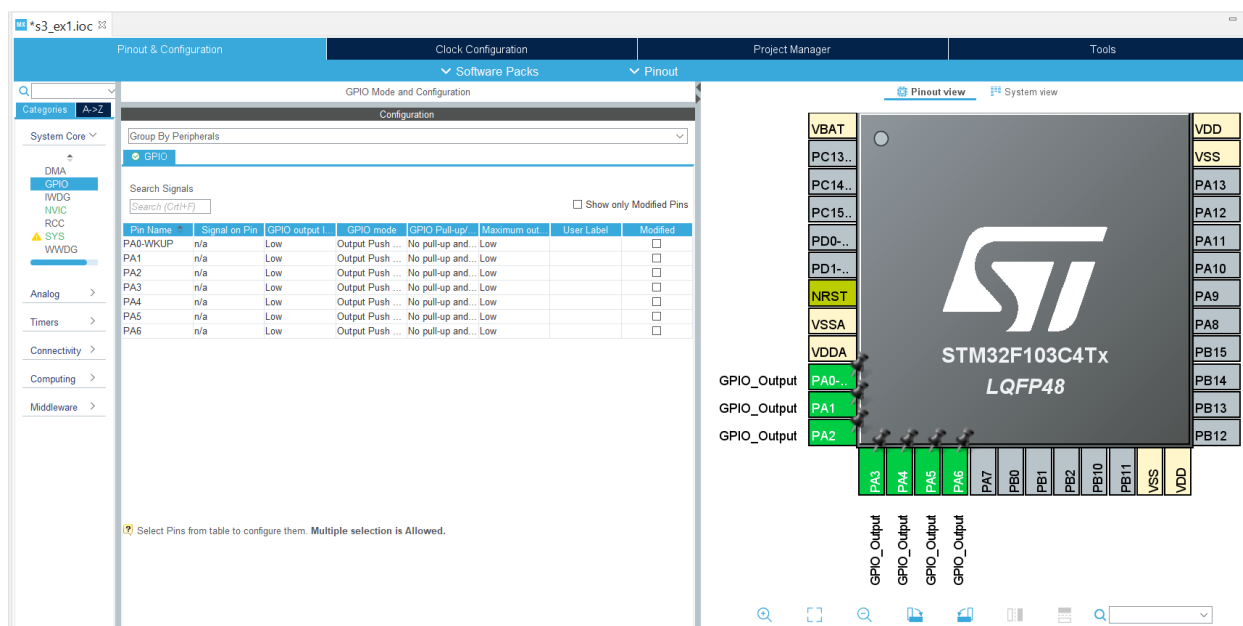 MX *s3_ex1.ioc
Pinout & Configuration
Clock Configuration
Project Manager
Tools
Software Packs
Pinout
GPIO Mode and Configuration
Pinout view
System view
Categories
A->Z
Configuration
System Core
Group By Peripherals
GPIO
DMA
GPIO
IWDG
NVIC
RCC
SYS
WWDG
Analog
Timers
Connectivity
Computing
Middleware
Search Signals
Search (Crtl+F)
Show only Modified Pins
Pin Name Signal on Pin GPIO output l... GPIO mode GPIO Pull-up/... Maximum out... User Label Modified
PA0-WKUP n/a Low Output Push ... No pull-up and... Low
PA1 n/a Low Output Push ... No pull-up and... Low
PA2 n/a Low Output Push ... No pull-up and... Low
PA3 n/a Low Output Push ... No pull-up and... Low
PA4 n/a Low Output Push ... No pull-up and... Low
PA5 n/a Low Output Push ... No pull-up and... Low
PA6 n/a Low Output Push ... No pull-up and... Low
Select Pins from table to configure them. Multiple selection is Allowed.
VBAT
PC13..
PC14..
PC15..
PD0-..
PD1-..
NRST
VSSA
VDDA
GPIO_Output PA0-..
GPIO_Output PA1
GPIO_Output PA2
ST
STM32F103C4Tx
LQFP48
VDD
VSS
PA13
PA12
PA11
PA10
PA9
PA8
PB15
PB14
PB13
PB12
PA3
PA4
PA5
PA6
PA7
PB0
PB1
PB2
PB10
PB11
VSS
VDD
GPIO_Output
GPIO_Output
GPIO_Output
GPIO_Output